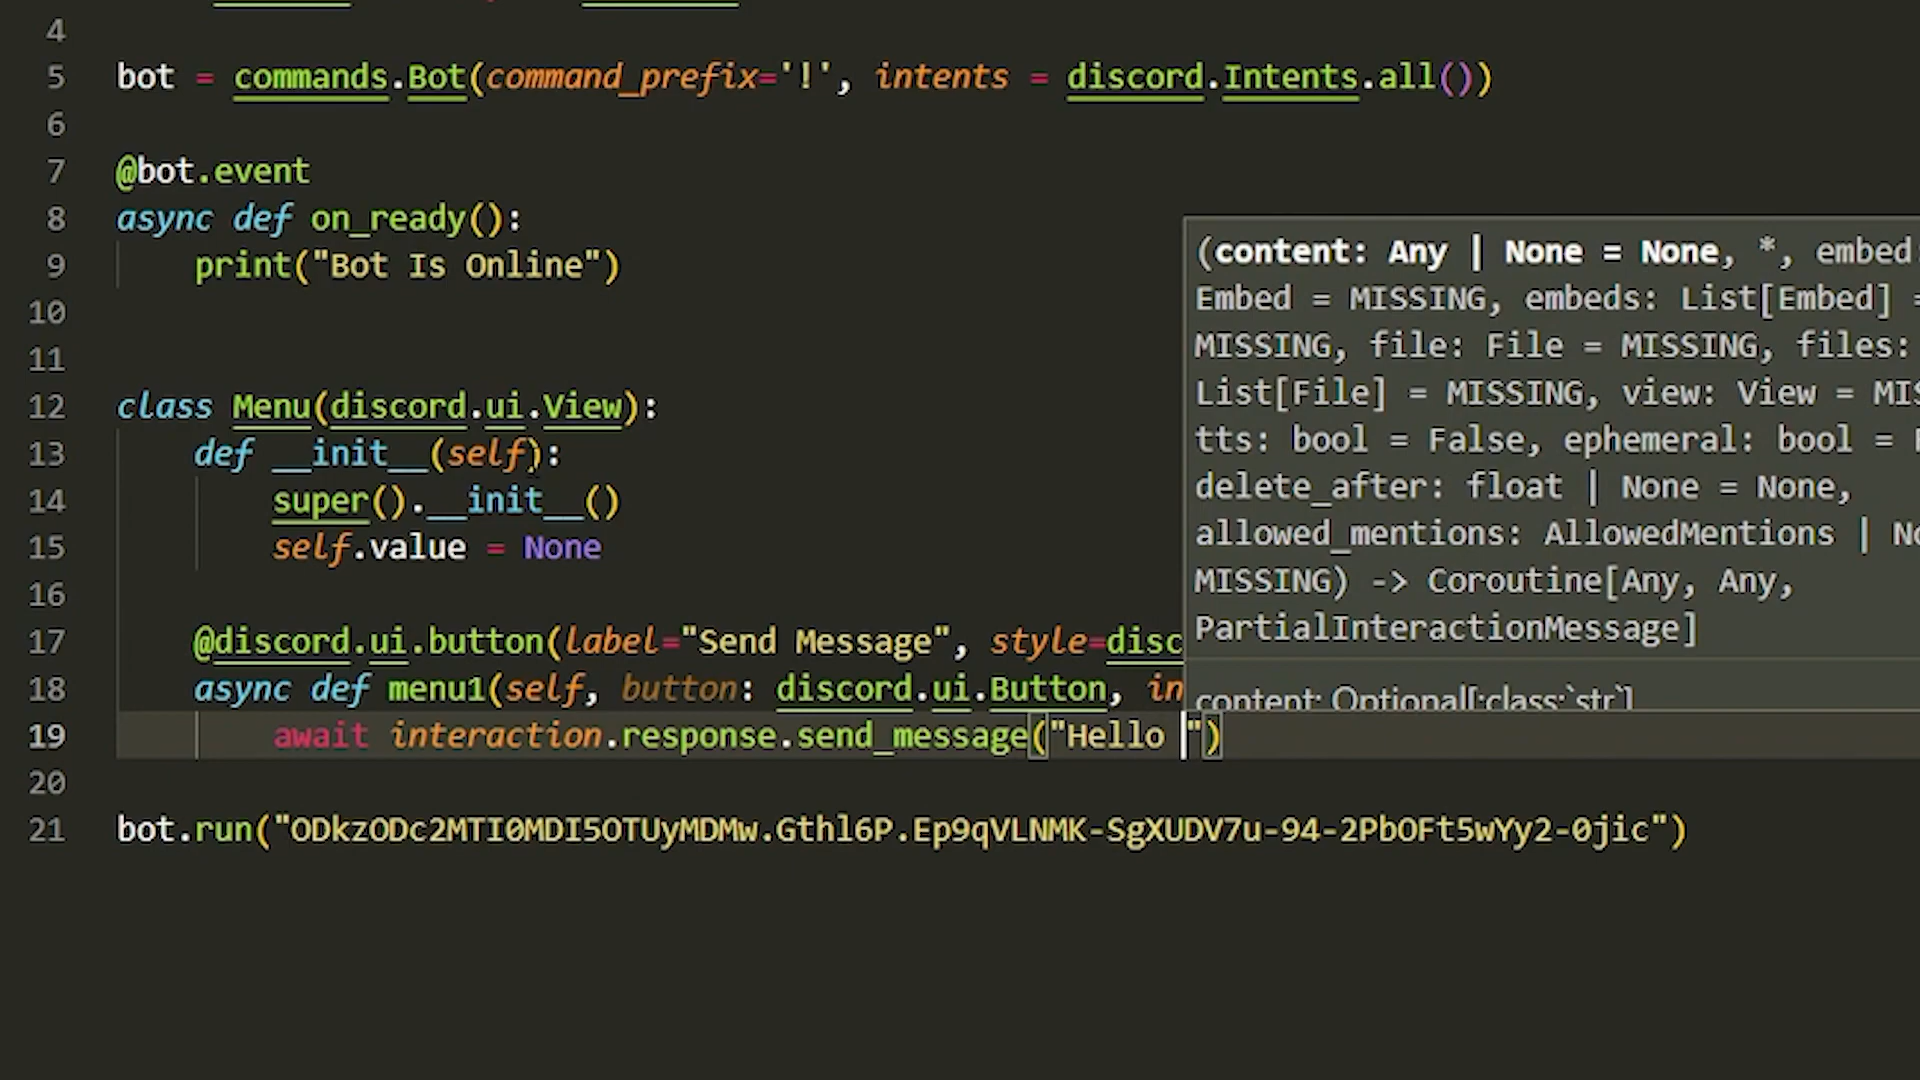 4
5 bot = commands.Bot(command_prefix='!', intents = discord.Intents.all())
6
7 @bot.event
8 async def on_ready():
9 print("Bot Is Online")
10
11
12 class Menu(discord.ui.View):
13 def __init__(self):
14 super().__init__()
15 self.value = None
16
17 @discord.ui.button(label="Send Message", style=disc
18 async def menu1(self, button: discord.ui.Button, in
19 await interaction.response.send_message("Hello ")
20
21 bot.run("ODkzODc2MTI0MDI5OTUyMDMw.Gthl6P.Ep9qVLNMK-SgXUDV7u-94-2PbOFt5wYy2-0jic")
(content: Any | None = None, *, embed:
Embed = MISSING, embeds: List[Embed] =
MISSING, file: File = MISSING, files:
List[File] = MISSING, view: View = MIS
tts: bool = False, ephemeral: bool = F
delete_after: float | None = None,
allowed_mentions: AllowedMentions | No
MISSING) -> Coroutine[Any, Any,
PartialInteractionMessage]
content: Optional[:class:`str`]